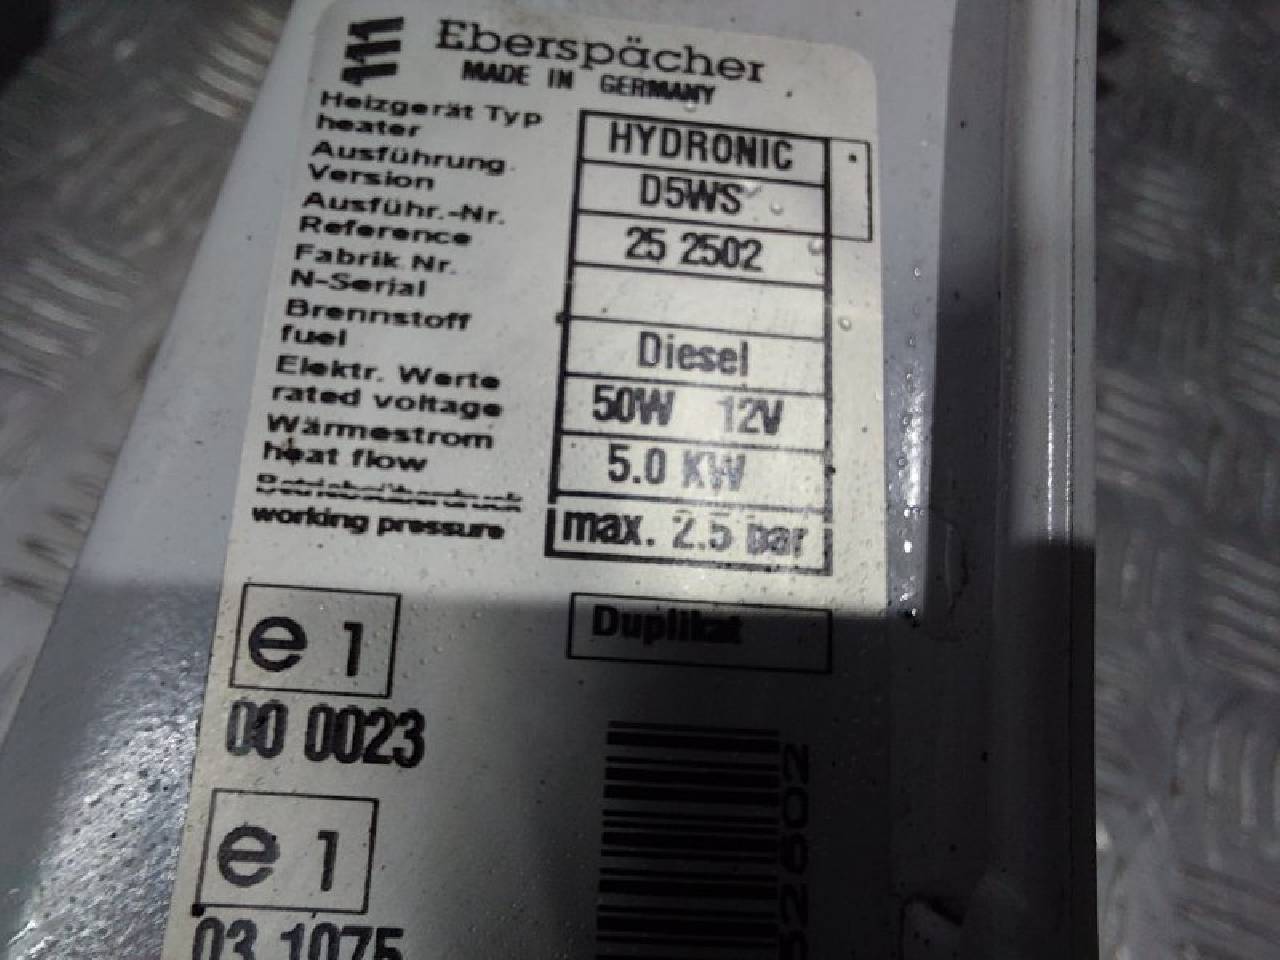 Eberspächer
MADE IN GERMANY
Heizgerät Typ
heater
HYDRONIC
Ausführung
Version
D5WS
Ausführ.-Nr.
Reference
25 2502
Fabrik Nr.
N-Serial
Brennstoff
fuel
Diesel
Elektr. Werte
rated voltage
50W 12V
Wärmestrom
heat flow
5.0 KW
Betriebsüberdruck
working pressure
max. 2.5 bar
e 1
Duplikat
00 0023
e 1
03 1075